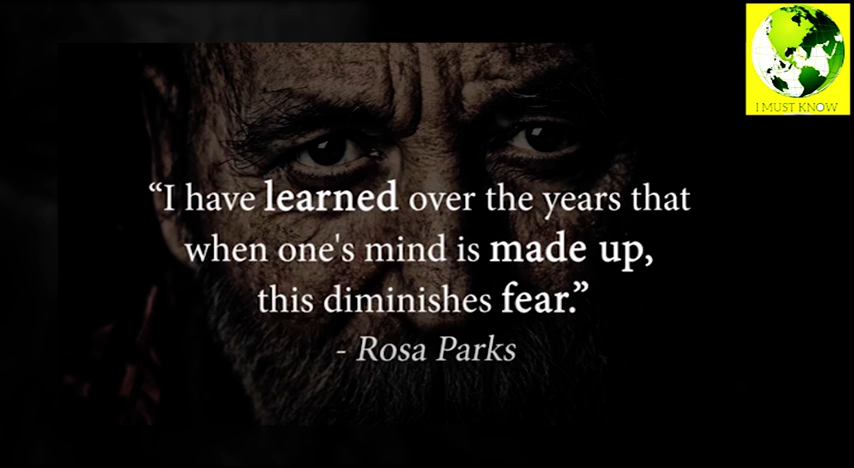 I MUST KNOW
“I have learned over the years that
when one's mind is made up,
this diminishes fear.”
- Rosa Parks